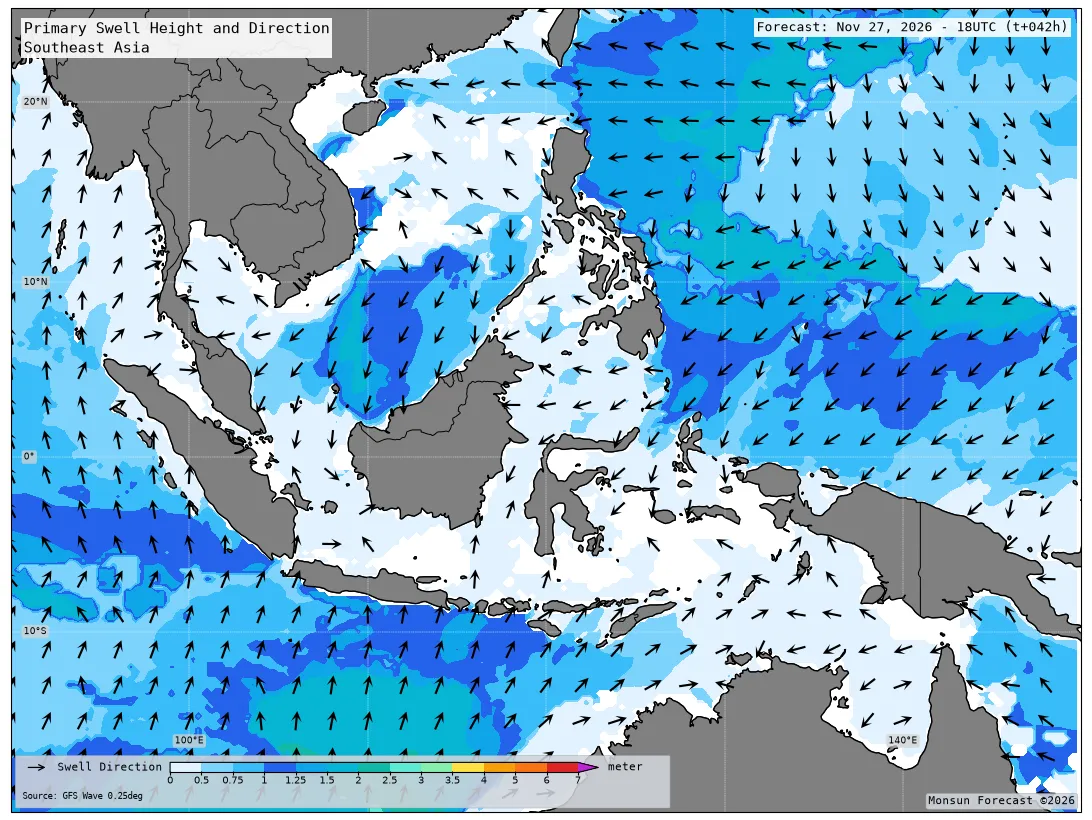 Primary Swell Height and Direction
Southeast Asia
Forecast: Nov 27, 2026 - 18UTC (t+042h)
20°N
10°N
0°
10°S
100°E
140°E
Swell Direction
0 0.5 0.75 1 1.25 1.5 2 2.5 3 3.5 4 5 6 7
meter
Source: GFS Wave 0.25deg
Monsun Forecast ©2026